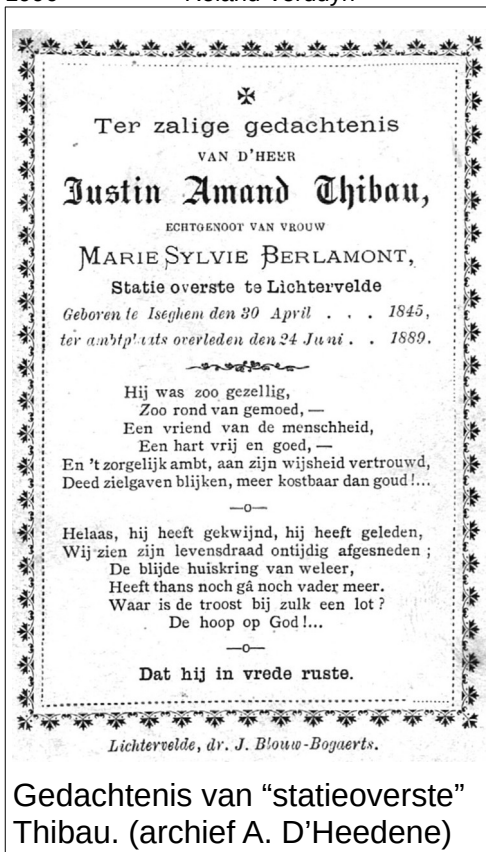 Ter zalige gedachtenis
VAN D'HEER
Justin Amand Thibau,
ECHTGENOOT VAN VROUW
MARIE SYLVIE BERLAMONT,
Statie overste te Lichtervelde
Geboren te Iseghem den 30 April . . . 1845,
ter ambtplaats overleden den 24 Juni . . 1889.
Hij was zoo gezellig,
Zoo rond van gemoed, —
Een vriend van de menschheid,
Een hart vrij en goed, —
En 't zorgelijk ambt, aan zijn wijsheid vertrouwd,
Deed zielgaven blijken, meer kostbaar dan goud!...
—o—
Helaas, hij heeft gekwijnd, hij heeft geleden,
Wij zien zijn levensdraad ontijdig afgesneden ;
De blijde huiskring van weleer,
Heeft thans noch gâ noch vader meer.
Waar is de troost bij zulk een lot ?
De hoop op God!...
—o—
Dat hij in vrede ruste.
Lichtervelde, dr. J. Blouw-Bogaerts.
Gedachtenis van “statieoverste”
Thibau. (archief A. D’Heedene)